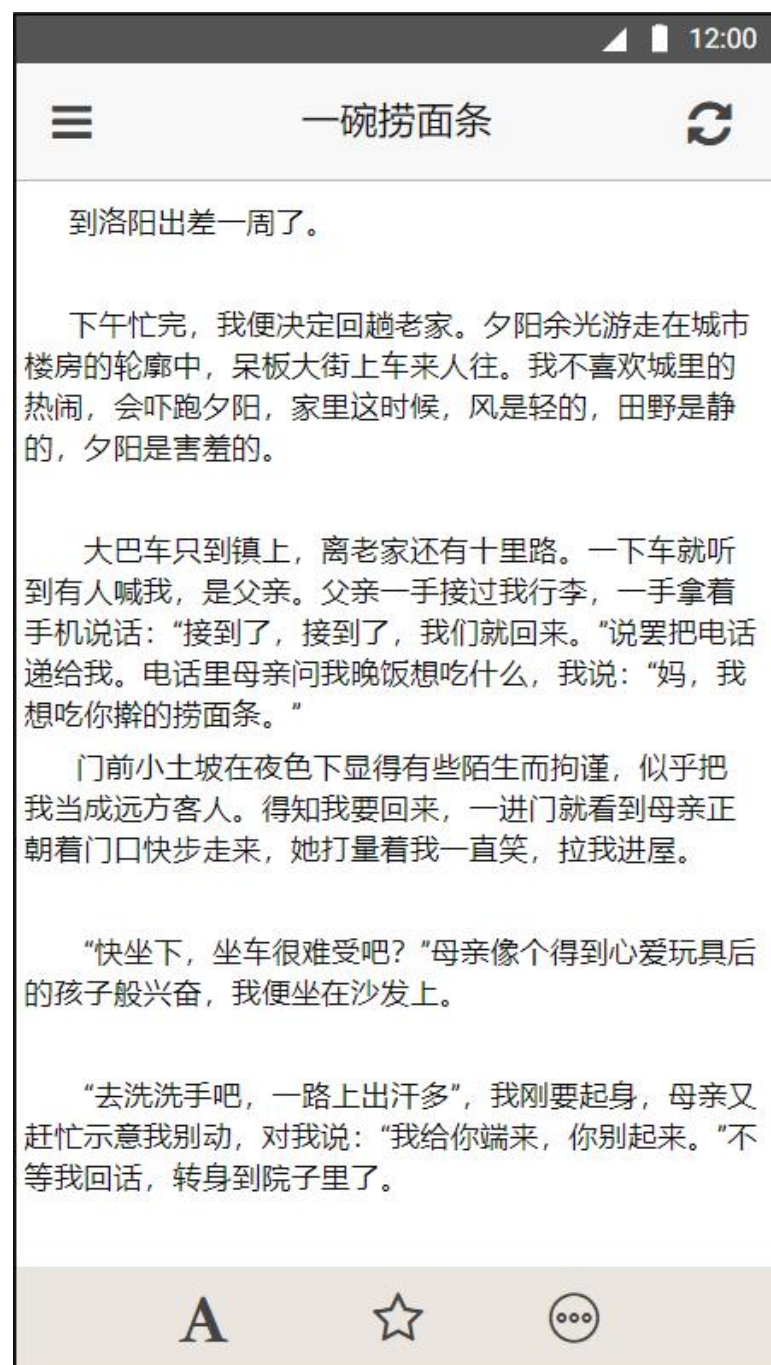 12:00
一碗捞面条
到洛阳出差一周了。
下午忙完，我便决定回趟老家。夕阳余光游走在城市
楼房的轮廓中，呆板大街上车来人往。我不喜欢城里的
热闹，会吓跑夕阳，家里这时候，风是轻的，田野是静
的，夕阳是害羞的。
大巴车只到镇上，离老家还有十里路。一下车就听
到有人喊我，是父亲。父亲一手接过我行李，一手拿着
手机说话：“接到了，接到了，我们就回来。”说罢把电话
递给我。电话里母亲问我晚饭想吃什么，我说：“妈，我
想吃你擀的捞面条。”
门前小土坡在夜色下显得有些陌生而拘谨，似乎把
我当成远方客人。得知我要回来，一进门就看到母亲正
朝着门口快步走来，她打量着我一直笑，拉我进屋。
“快坐下，坐车很难受吧？”母亲像个得到心爱玩具后
的孩子般兴奋，我便坐在沙发上。
“去洗洗手吧，一路上出汗多”，我刚要起身，母亲又
赶忙示意我别动，对我说：“我给你端来，你别起来。”不
等我回话，转身到院子里了。
A